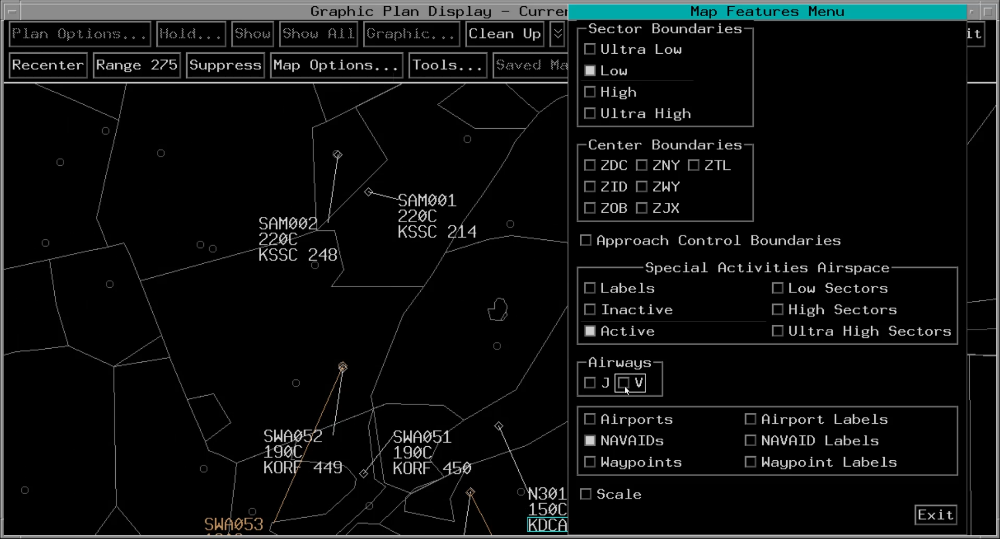 Graphic Plan Display - Curre
Map Features Menu
Plan Options... Hold... Show Show All Graphic... Clean Up
it
Recenter Range 275 Suppress Map Options... Tools... Saved Ma
Sector Boundaries
Ultra Low
Low
High
Ultra High
Center Boundaries
ZDC ZNY ZTL
ZID ZWY
ZOB ZJX
Approach Control Boundaries
Special Activities Airspace
Labels Low Sectors
Inactive High Sectors
Active Ultra High Sectors
Airways
J V
Airports Airport Labels
NAVAIDs NAVAID Labels
Waypoints Waypoint Labels
Scale
Exit
SAM001
220C
KSSC 214
SAM002
220C
KSSC 248
SWA052
190C
KORF 449
SWA051
190C
KORF 450
N301
150C
KDCA
SWA053